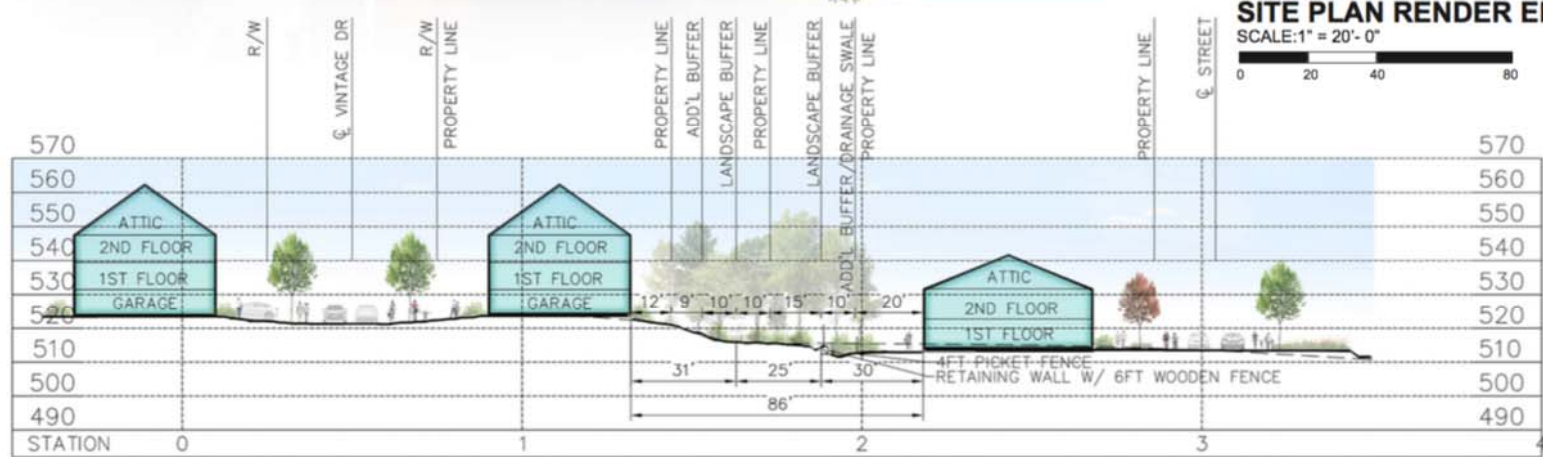 SITE PLAN RENDER
SCALE:1" = 20'- 0"
0 20 40 80
R/W
℄ VINTAGE DR
R/W
PROPERTY LINE
PROPERTY LINE
ADD'L BUFFER
LANDSCAPE BUFFER
PROPERTY LINE
LANDSCAPE BUFFER
ADD'L BUFFER/DRAINAGE SWALE
PROPERTY LINE
PROPERTY LINE
℄ STREET
570 570
560 560
550 550
540 540
530 530
520 520
510 510
500 500
490 490
ATTIC
2ND FLOOR
1ST FLOOR
GARAGE
ATTIC
2ND FLOOR
1ST FLOOR
GARAGE
ATTIC
2ND FLOOR
1ST FLOOR
12' 9' 10' 10' 15' 10' 20'
4FT PICKET FENCE
RETAINING WALL W/ 6FT WOODEN FENCE
31' 25' 30'
86'
STATION 0 1 2 3 4